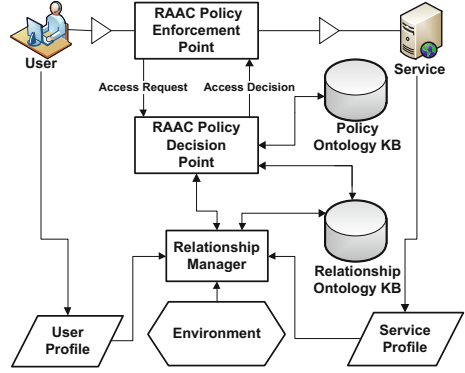 RAAC Policy
Enforcement
Point
User
Service
Access Request
Access Decision
RAAC Policy
Decision
Point
Policy
Ontology KB
Relationship
Manager
Relationship
Ontology KB
User
Profile
Environment
Service
Profile